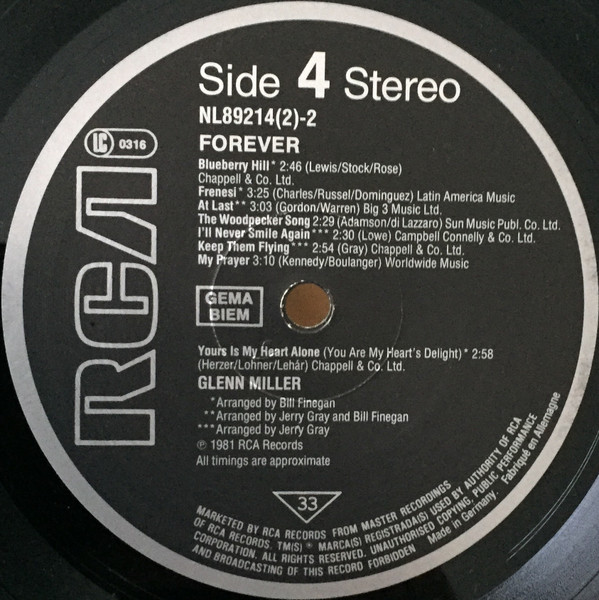 Side 4 Stereo
NL89214(2)-2
FOREVER
LC 0316
RCA
Blueberry Hill* 2:46 (Lewis/Stock/Rose)
Chappell & Co. Ltd.
Frenesi* 3:25 (Charles/Russel/Dominguez) Latin America Music
At Last** 3:03 (Gordon/Warren) Big 3 Music Ltd.
The Woodpecker Song 2:29 (Adamson/di Lazzaro) Sun Music Publ. Co. Ltd.
I'll Never Smile Again*** 2:30 (Lowe) Campbell Connelly & Co. Ltd.
Keep Them Flying*** 2:54 (Gray) Chappell & Co. Ltd.
My Prayer 3:10 (Kennedy/Boulanger) Worldwide Music
GEMA
BIEM
Yours Is My Heart Alone (You Are My Heart's Delight)* 2:58
(Herzer/Lohner/Lehár) Chappell & Co. Ltd.
GLENN MILLER
*Arranged by Bill Finegan
**Arranged by Jerry Gray and Bill Finegan
***Arranged by Jerry Gray
℗ 1981 RCA Records
All timings are approximate
33
MARKETED BY RCA RECORDS FROM MASTER RECORDINGS
OF RCA RECORDS. TM(S)® MARCA(S) REGISTRADA(S) USED BY AUTHORITY OF RCA
CORPORATION. ALL RIGHTS RESERVED. UNAUTHORISED COPYING, PUBLIC PERFORMANCE
AND BROADCASTING OF THIS RECORD FORBIDDEN Made in Germany. Fabriqué en Allemagne